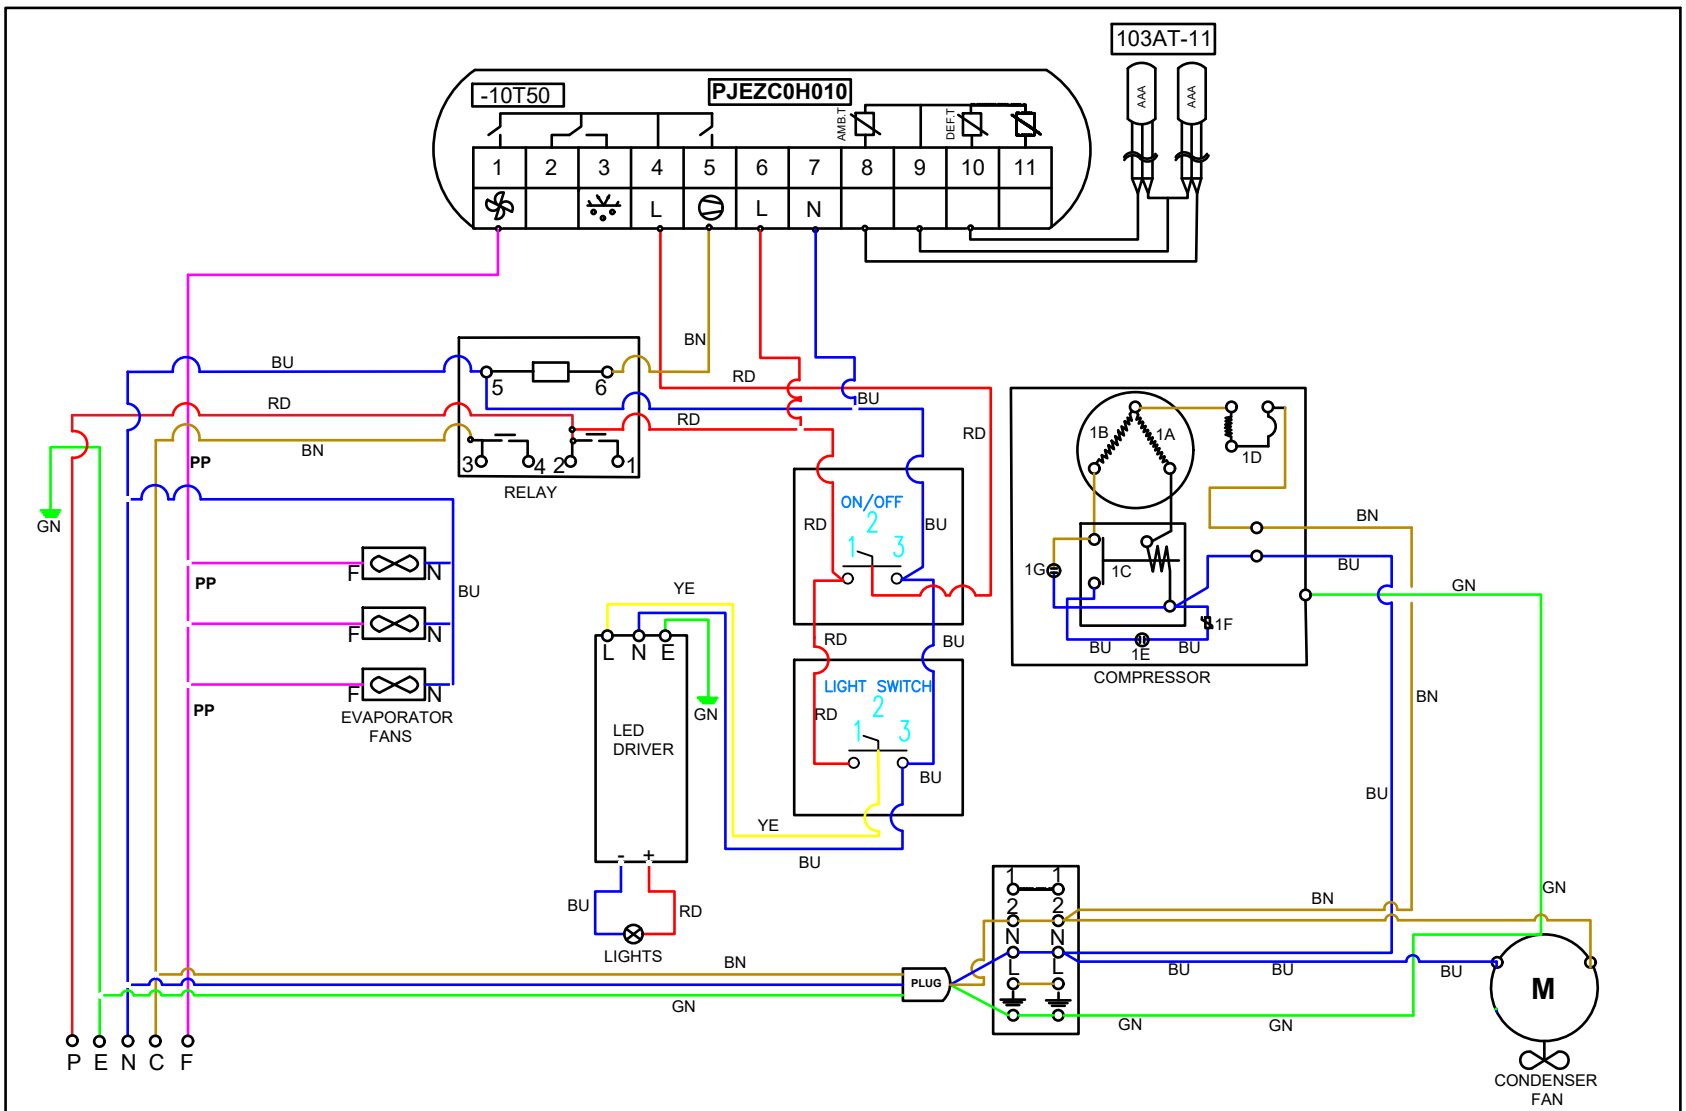 103AT-11
-10T50
PJEZC0H010
AMB.T
DEF.T
AAA
AAA
1 2 3 4 5 6 7 8 9 10 11
L L N
BN
RD
BU
BU
RD
RD
RD
BN
PP
5 6
3 4 2 1
RELAY
GN
ON/OFF
2
1 3
RD
BU
F N
PP
BU
F N
F N
PP
EVAPORATOR
FANS
YE
L N E
GN
LED
DRIVER
- +
RD
BU
LIGHT SWITCH
2
RD
1 3
BU
YE
BU
BU
RD
LIGHTS
1B 1A
1D
1G
1C
1F
BU 1E BU
COMPRESSOR
BN
BU
GN
BN
BU
GN
1 1
2 2
N N
L L
BN
BU BU BU
GN GN
BN
PLUG
GN
M
CONDENSER
FAN
P E N C F